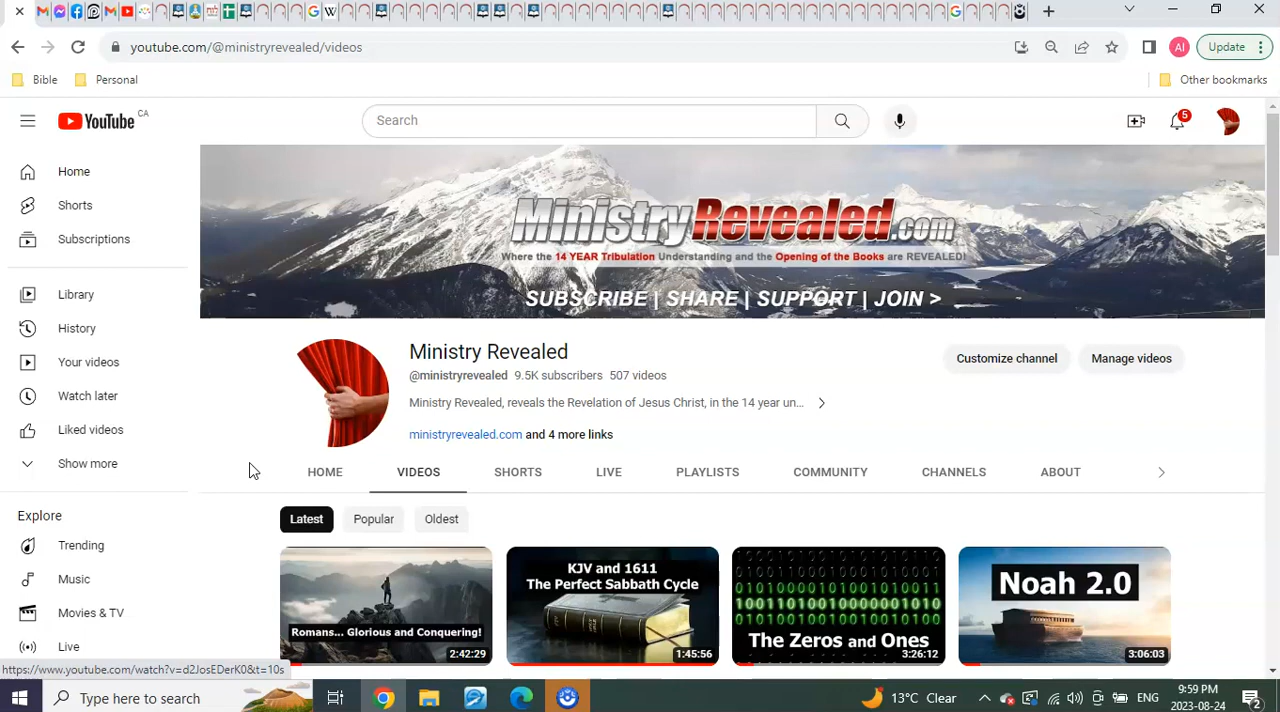 youtube.com/@ministryrevealed/videos
AI
Update
Bible
Personal
Other bookmarks
YouTube CA
Search
5
Home
Shorts
Subscriptions
Library
History
Your videos
Watch later
Liked videos
Show more
Explore
Trending
Music
Movies & TV
Live
MinistryRevealed.com
Where the 14 YEAR Tribulation Understanding and the Opening of the Books are REVEALED!
SUBSCRIBE | SHARE | SUPPORT | JOIN >
Ministry Revealed
@ministryrevealed 9.5K subscribers 507 videos
Ministry Revealed, reveals the Revelation of Jesus Christ, in the 14 year un...
ministryrevealed.com and 4 more links
Customize channel
Manage videos
HOME
VIDEOS
SHORTS
LIVE
PLAYLISTS
COMMUNITY
CHANNELS
ABOUT
Latest
Popular
Oldest
Romans... Glorious and Conquering!
2:42:29
KJV and 1611
The Perfect Sabbath Cycle
1:45:56
The Zeros and Ones
3:26:12
Noah 2.0
3:06:03
https://www.youtube.com/watch?v=d2JosEDerK0&t=10s
Type here to search
13°C Clear
ENG
9:59 PM
2023-08-24
2